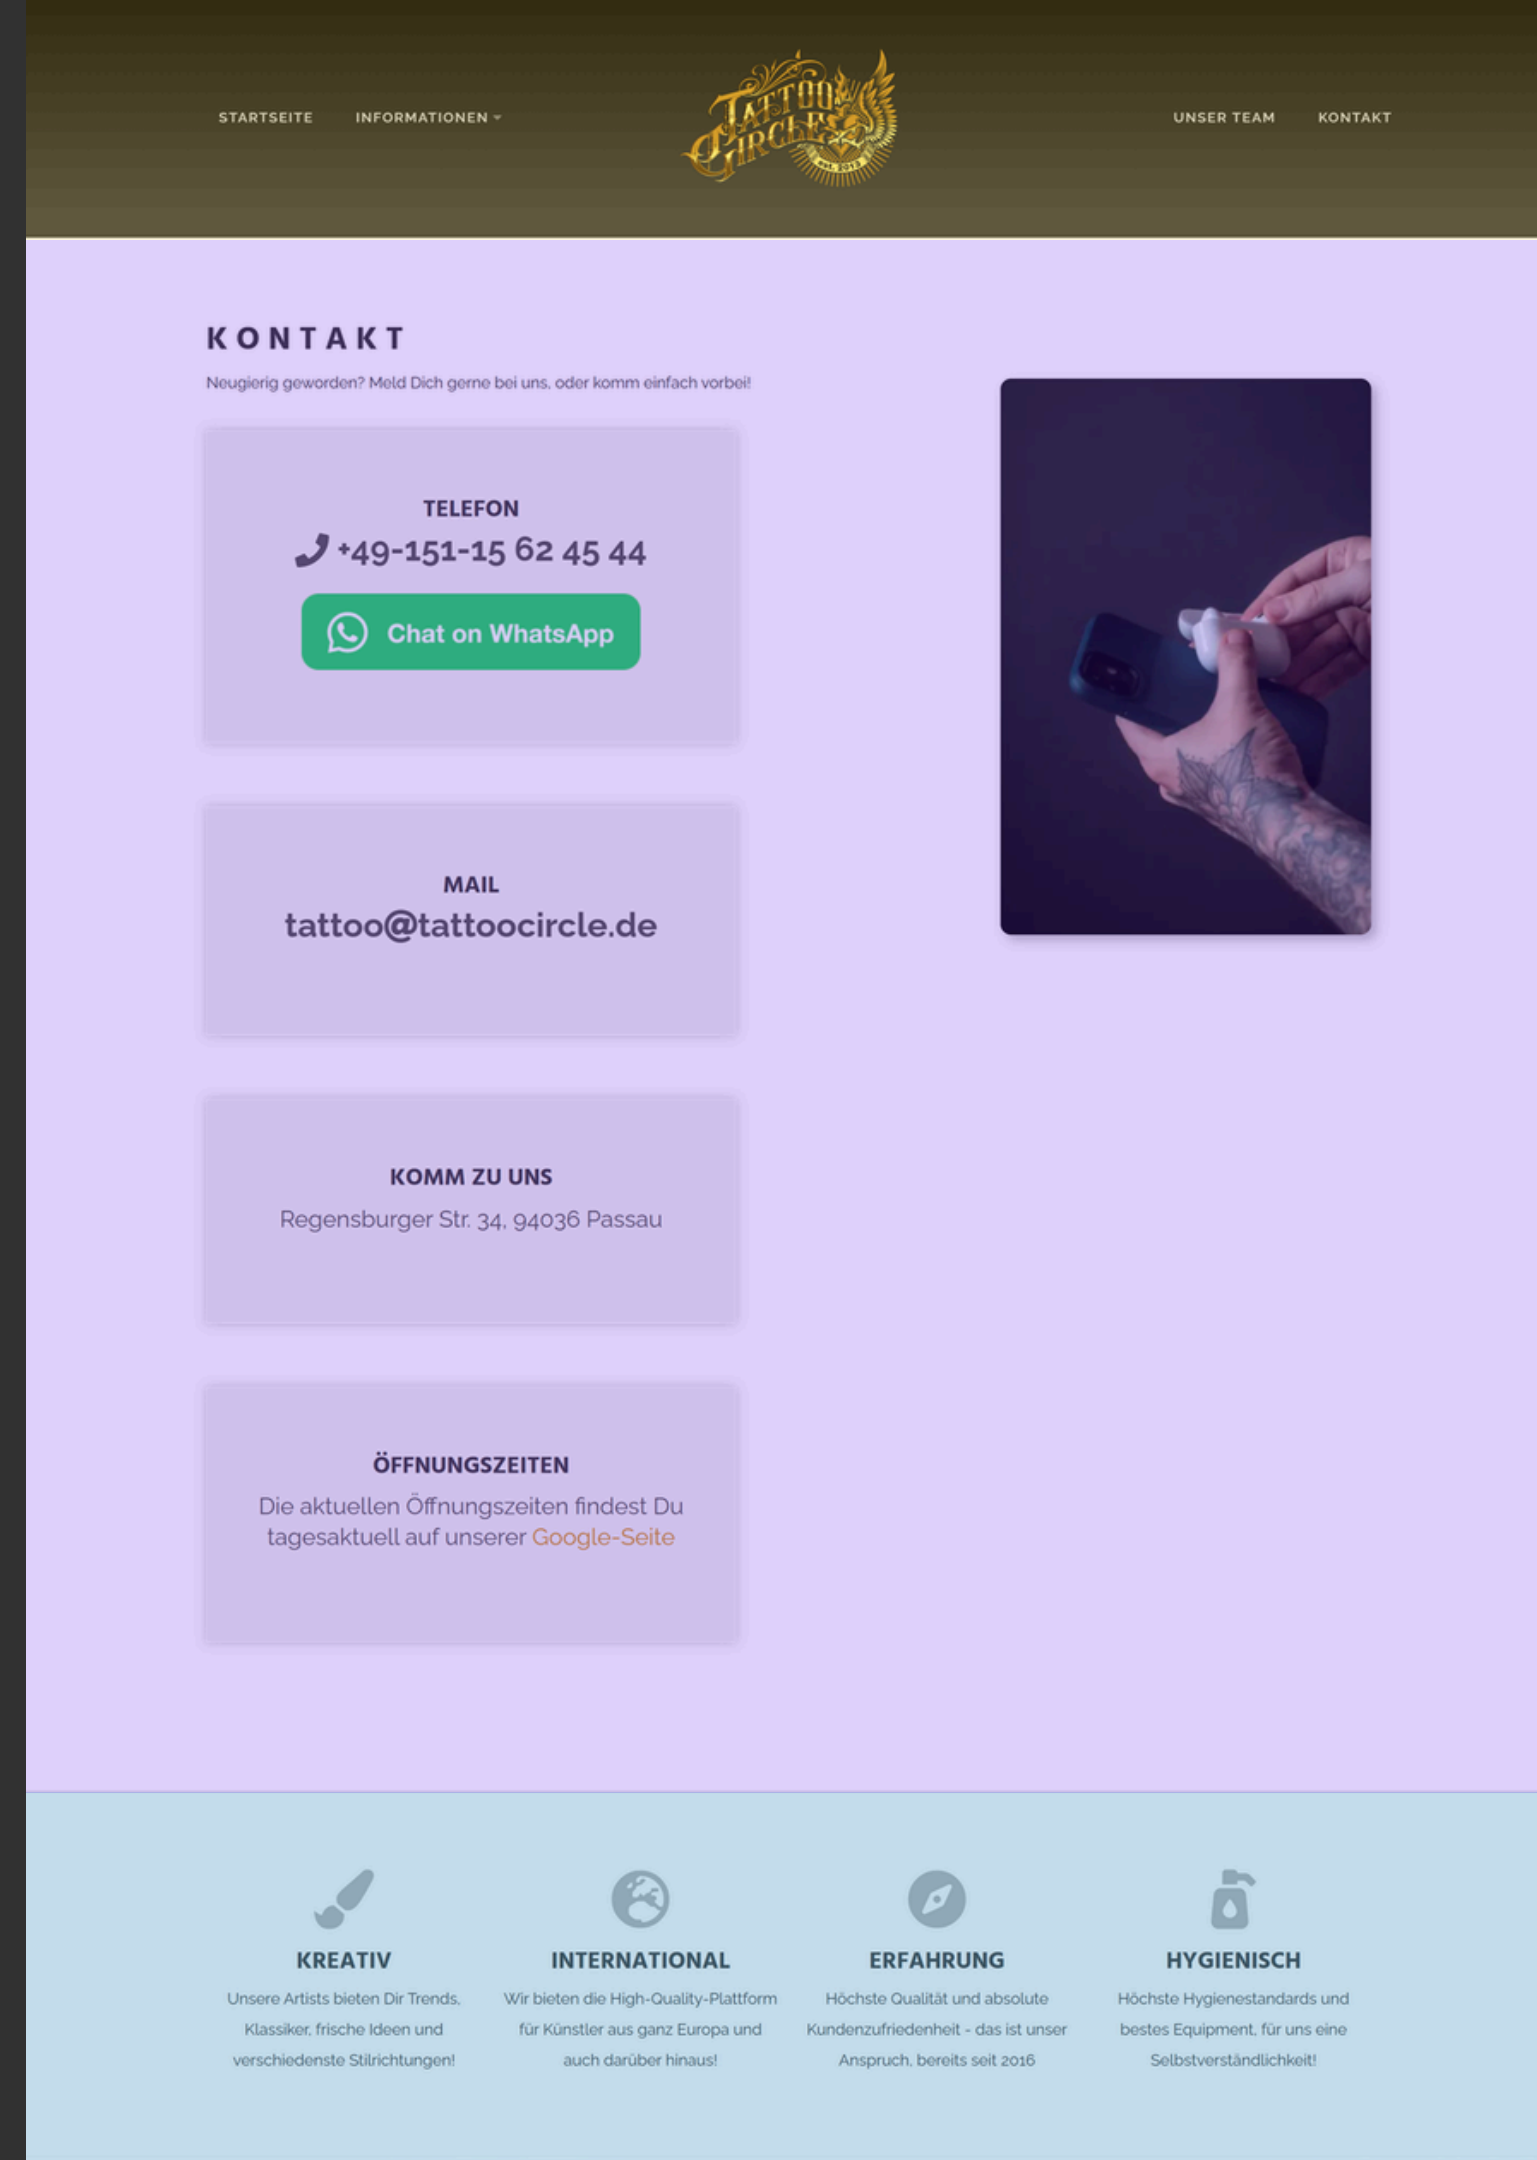 STARTSEITE INFORMATIONEN
TATTOO
CIRCLE
est. 2013
UNSER TEAM KONTAKT
KONTAKT
Neugierig geworden? Meld Dich gerne bei uns, oder komm einfach vorbei!
TELEFON
+49-151-15 62 45 44
Chat on WhatsApp
MAIL
tattoo@tattoocircle.de
KOMM ZU UNS
Regensburger Str. 34, 94036 Passau
ÖFFNUNGSZEITEN
Die aktuellen Öffnungszeiten findest Du
tagesaktuell auf unserer Google-Seite
KREATIV
Unsere Artists bieten Dir Trends,
Klassiker, frische Ideen und
verschiedenste Stilrichtungen!
INTERNATIONAL
Wir bieten die High-Quality-Plattform
für Künstler aus ganz Europa und
auch darüber hinaus!
ERFAHRUNG
Höchste Qualität und absolute
Kundenzufriedenheit - das ist unser
Anspruch, bereits seit 2016
HYGIENISCH
Höchste Hygienestandards und
bestes Equipment, für uns eine
Selbstverständlichkeit!